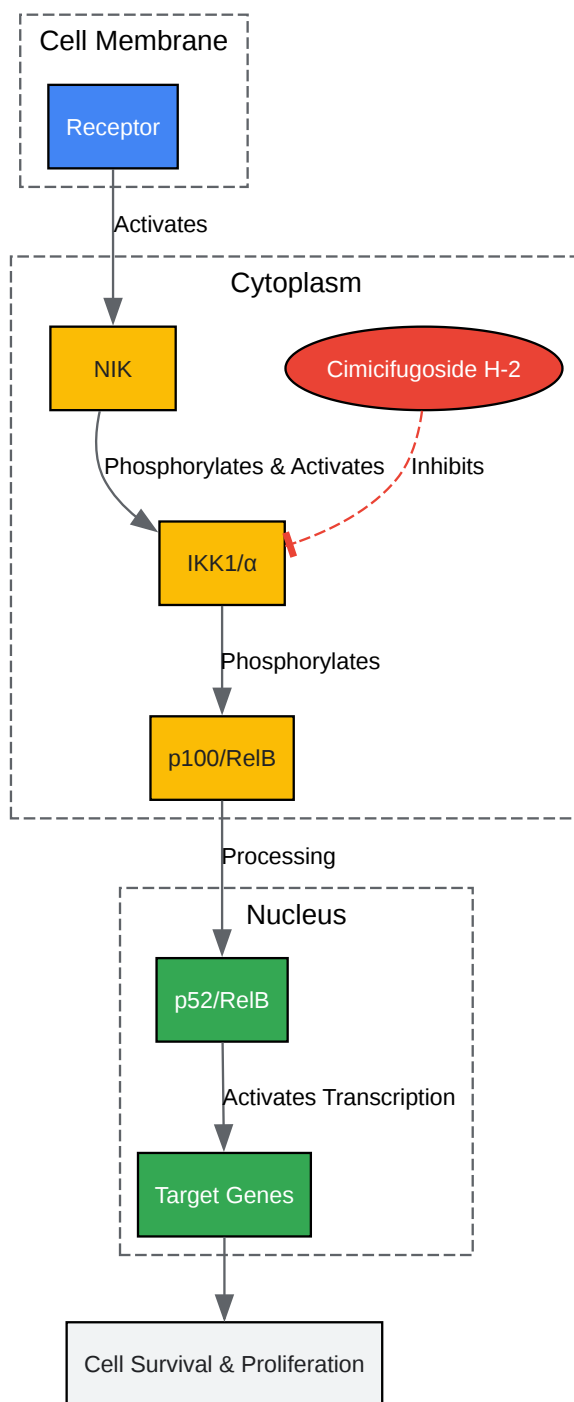 Cell Membrane
Receptor
Activates
Cytoplasm
NIK
Cimicifugoside H-2
Phosphorylates & Activates
Inhibits
IKK1/α
Phosphorylates
p100/RelB
Processing
Nucleus
p52/RelB
Activates Transcription
Target Genes
Cell Survival & Proliferation